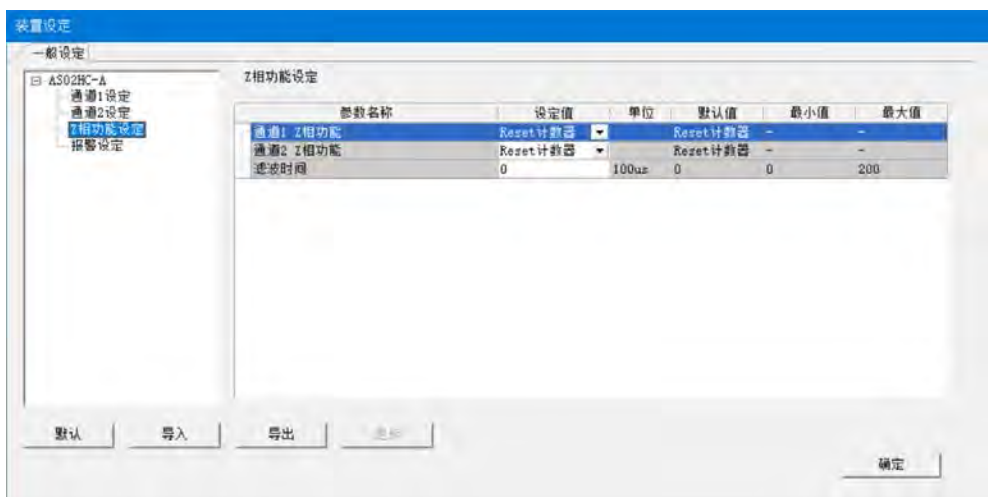 装置设定
一般设定
AS02HC-A
通道1设定
通道2设定
Z相功能设定
报警设定
Z相功能设定
参数名称 设定值 单位 默认值 最小值 最大值
通道1 Z相功能 Reset计数器 Reset计数器 - -
通道2 Z相功能 Reset计数器 Reset计数器 - -
滤波时间 0 100us 0 0 200
默认 导入 导出
确定